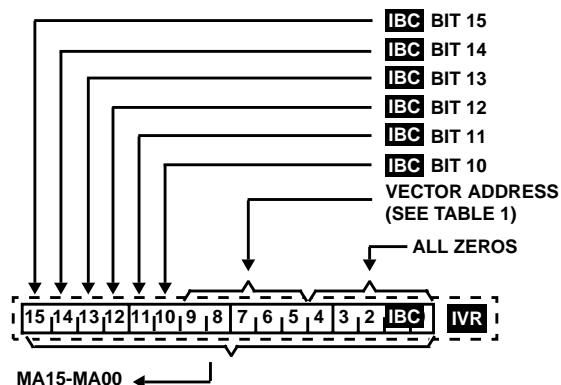 IBC BIT 15
IBC BIT 14
IBC BIT 13
IBC BIT 12
IBC BIT 11
IBC BIT 10
VECTOR ADDRESS
(SEE TABLE 1)
ALL ZEROS
15 14 13 12 11 10 9 8 7 6 5 4 3 2 IBC IVR
MA15-MA00